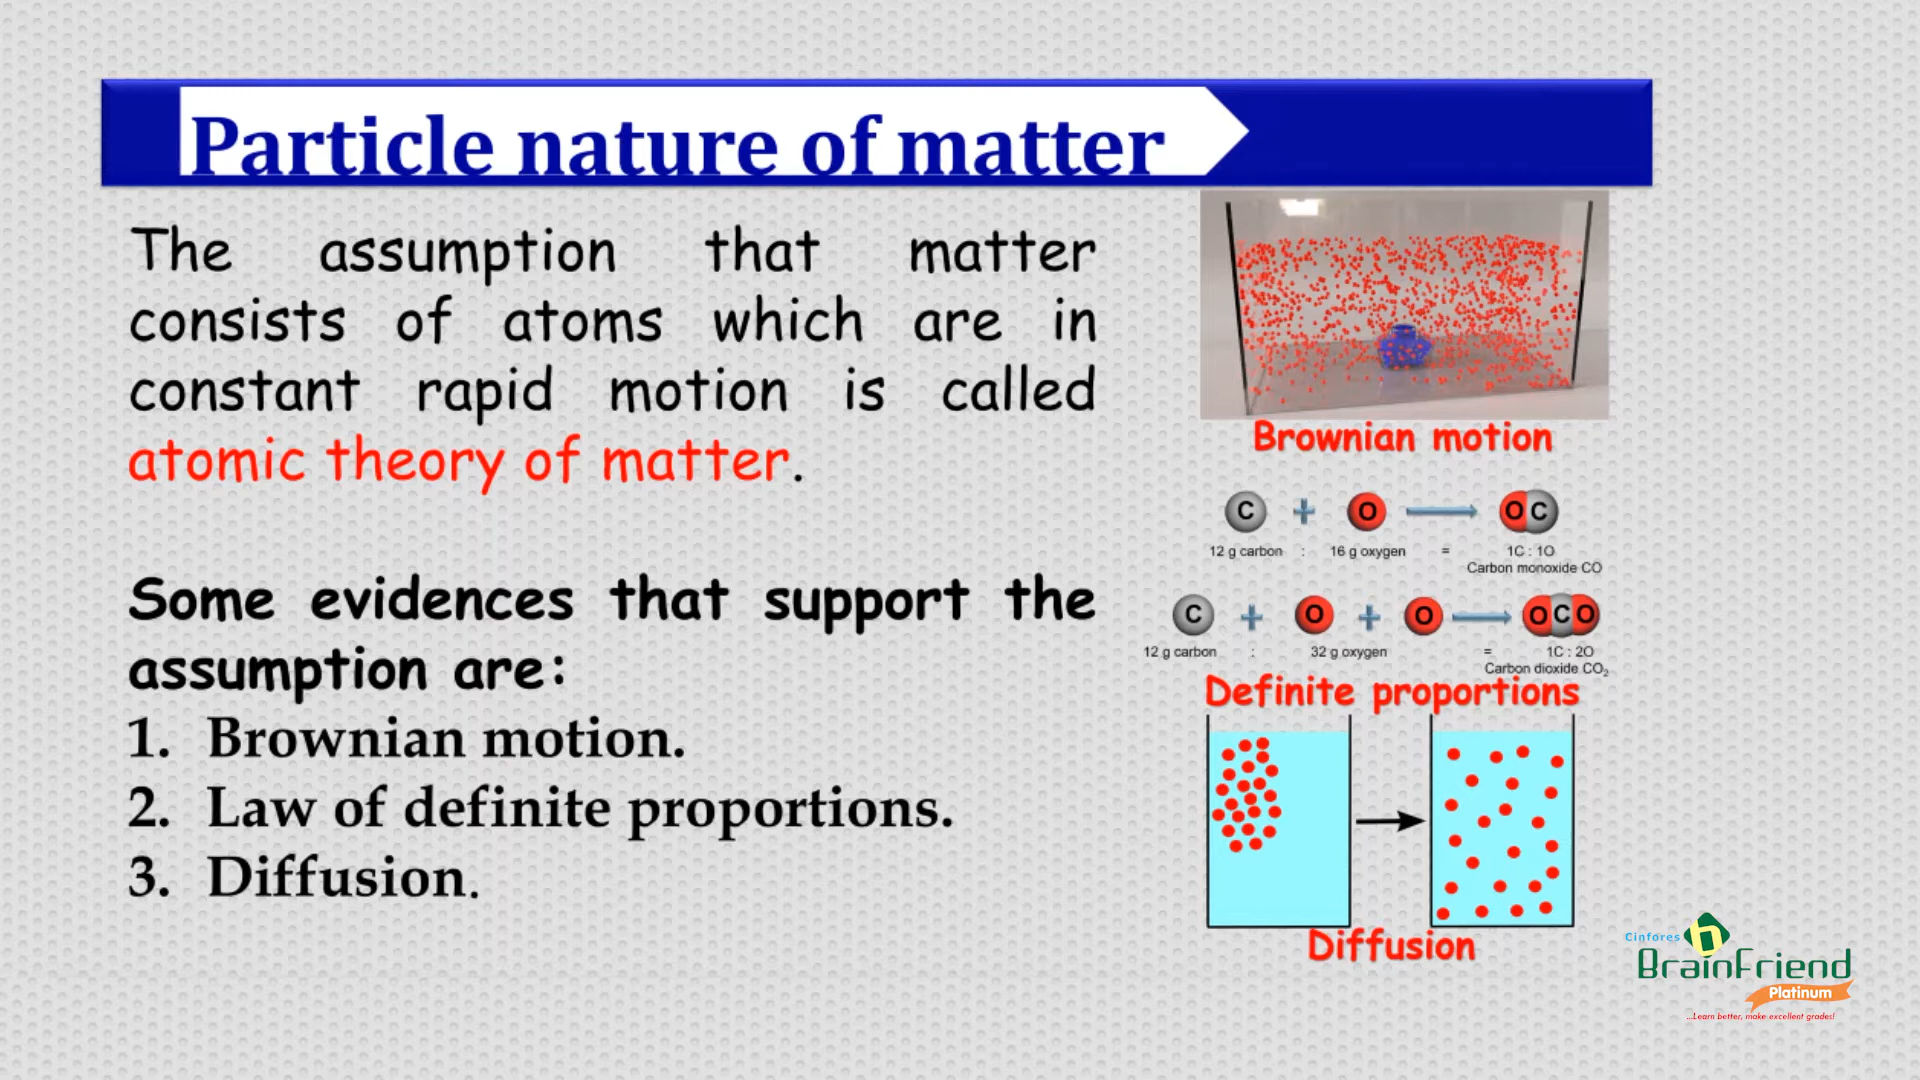 Particle nature of matter
The assumption that matter
consists of atoms which are in
constant rapid motion is called
atomic theory of matter.
Some evidences that support the
assumption are:
1. Brownian motion.
2. Law of definite proportions.
3. Diffusion.
Brownian motion
C + O OC
12 g carbon : 16 g oxygen = 1C : 1O
Carbon monoxide CO
C + O + O OCO
12 g carbon : 32 g oxygen = 1C : 2O
Carbon dioxide CO₂
Definite proportions
Diffusion
Cinfores
BrainFriend
Platinum
...Learn better, make excellent grades!